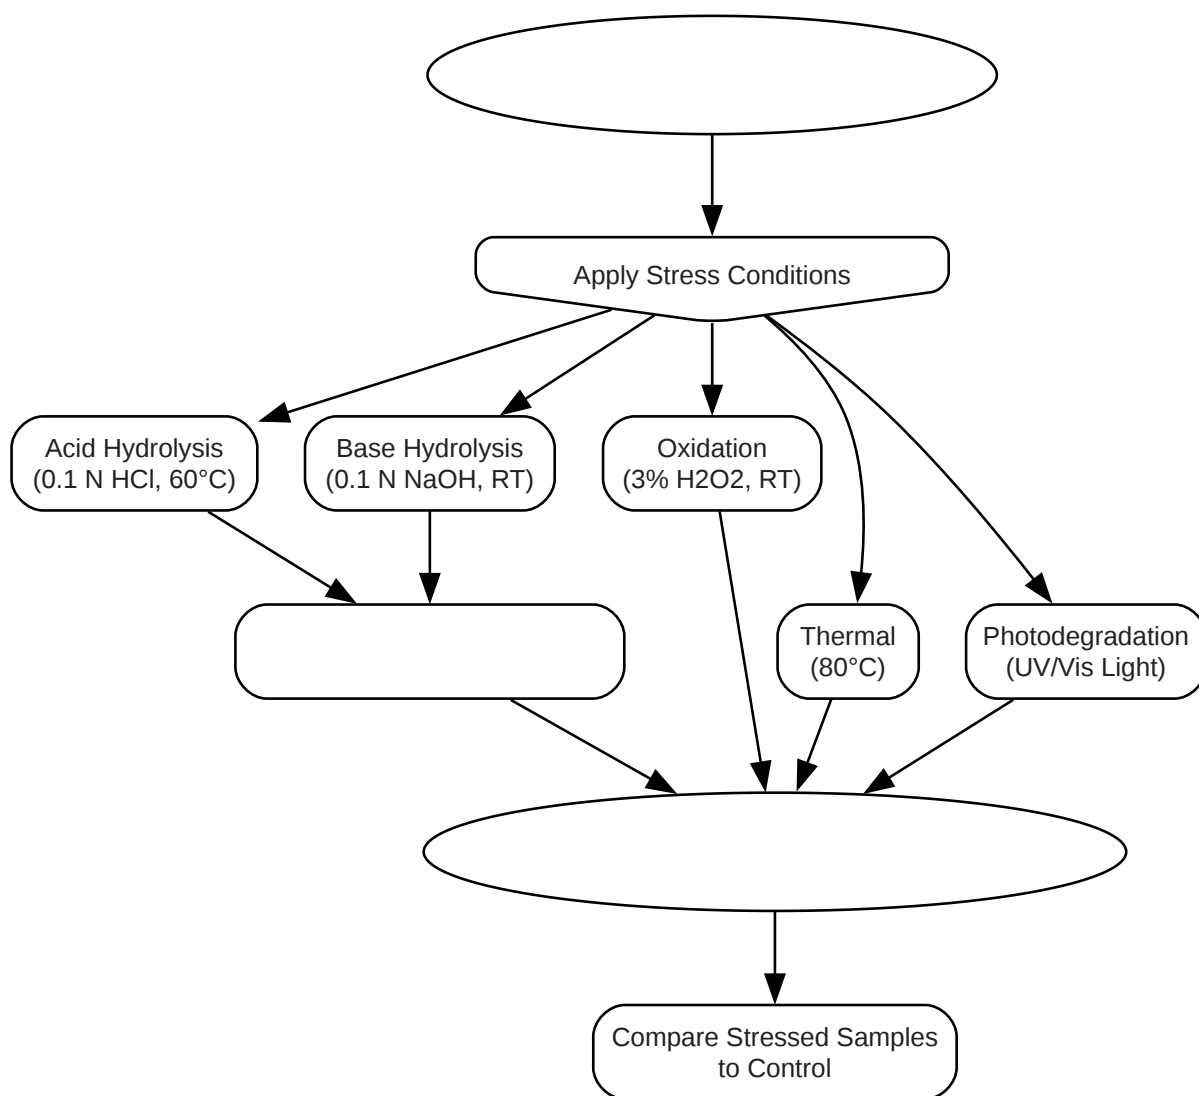 Apply Stress Conditions
Acid Hydrolysis
(0.1 N HCl, 60°C)
Base Hydrolysis
(0.1 N NaOH, RT)
Oxidation
(3% H2O2, RT)
Thermal
(80°C)
Photodegradation
(UV/Vis Light)
Compare Stressed Samples
to Control